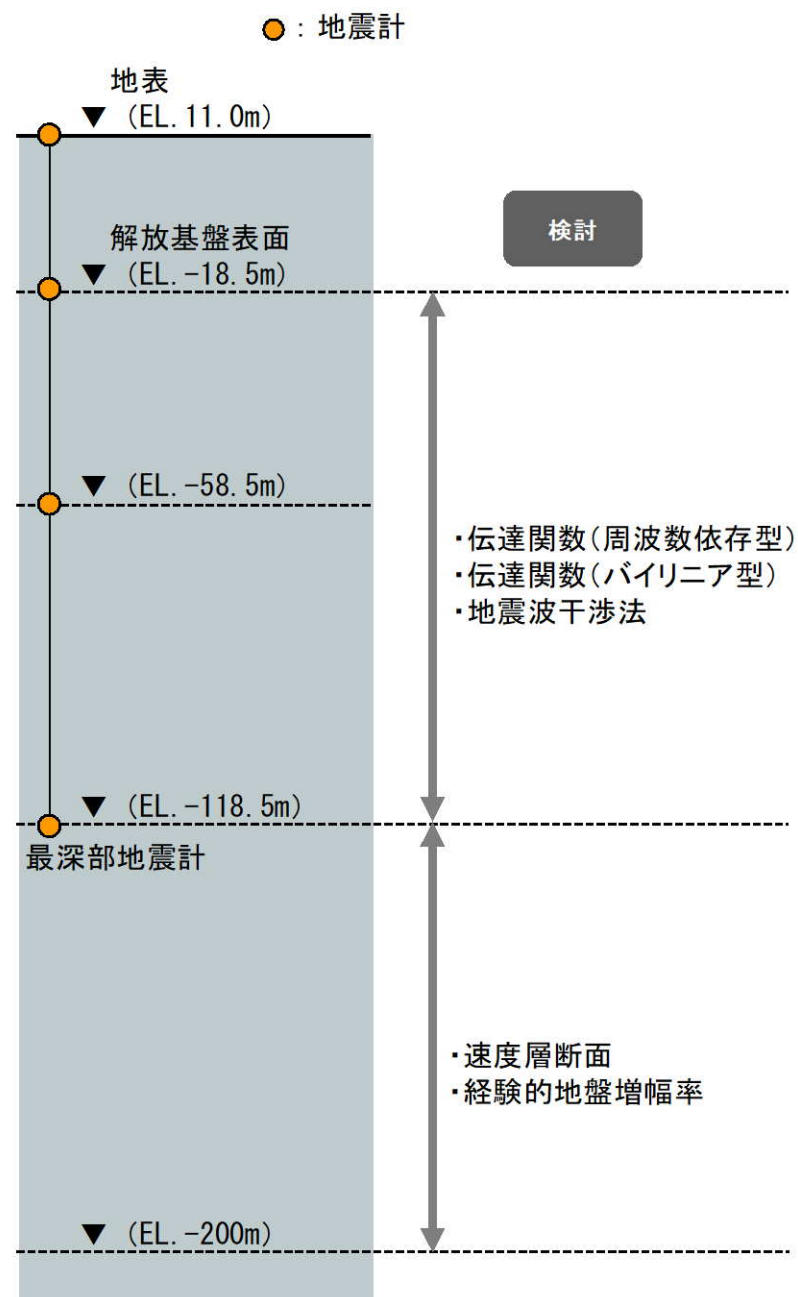 ：地震計
地表
▼ (EL. 11.0m)
解放基盤表面
▼ (EL. -18.5m)
検討
▼ (EL. -58.5m)
・伝達関数(周波数依存型)
・伝達関数(バイリニア型)
・地震波干渉法
▼ (EL. -118.5m)
最深部地震計
・速度層断面
・経験的地盤増幅率
▼ (EL. -200m)